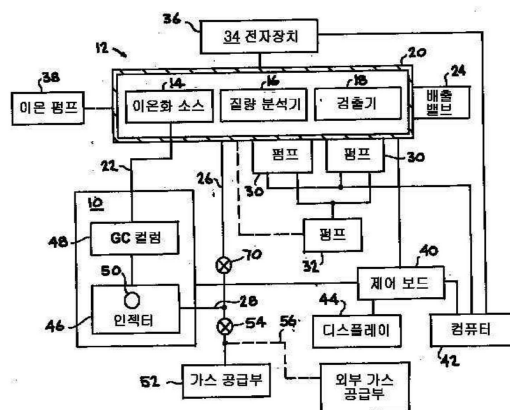 36
34 전자장치
12
20
38
14
16
18
24
이온 펌프
이온화 소스
질량 분석기
검출기
배출
밸브
22
26
펌프
펌프
30
30
10
펌프
32
48
GC 컬럼
70
40
50
28
44
제어 보드
46
인젝터
54
56
디스플레이
컴퓨터
42
52
가스 공급부
외부 가스
공급부